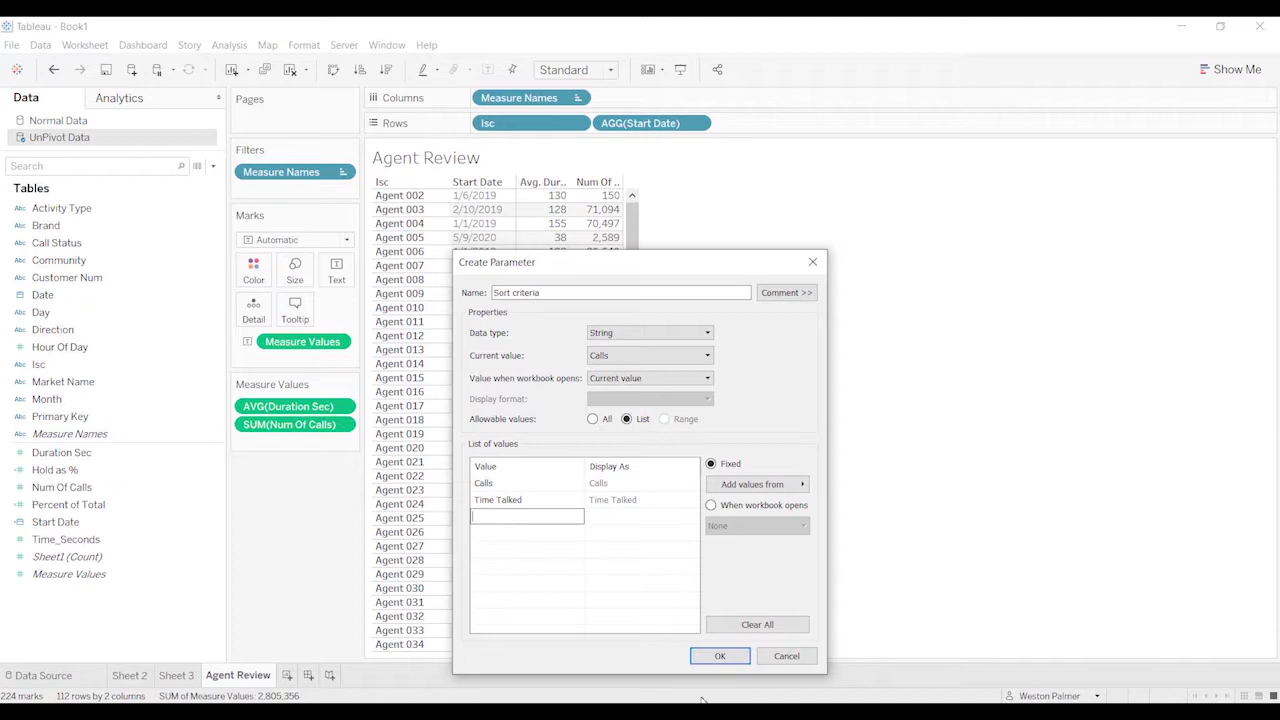 Tableau - Book1
File Data Worksheet Dashboard Story Analysis Map Format Server Window Help
Standard
Show Me
Data Analytics
Normal Data
UnPivot Data
Search
Tables
Abc Activity Type
Abc Brand
Abc Call Status
Abc Community
Abc Customer Num
Date
Abc Day
Abc Direction
Abc Hour Of Day
Abc Isc
Abc Market Name
Abc Month
Abc Primary Key
Abc Measure Names
# Duration Sec
Hold as %
# Num Of Calls
Percent of Total
Start Date
# Time_Seconds
# Sheet1 (Count)
# Measure Values
Pages
Filters
Measure Names
Marks
Automatic
Color Size Text
Detail Tooltip
Measure Values
Measure Values
AVG(Duration Sec)
SUM(Num Of Calls)
Columns Measure Names
Rows Isc AGG(Start Date)
Agent Review
Isc Start Date Avg. Dur.. Num Of ..
Agent 002 1/6/2019 130 150
Agent 003 2/10/2019 128 71,094
Agent 004 1/1/2019 155 70,497
Agent 005 5/9/2020 38 2,589
Agent 006
Agent 007
Agent 008
Agent 009
Agent 010
Agent 011
Agent 012
Agent 013
Agent 014
Agent 015
Agent 016
Agent 017
Agent 018
Agent 019
Agent 020
Agent 021
Agent 022
Agent 023
Agent 024
Agent 025
Agent 026
Agent 027
Agent 028
Agent 029
Agent 030
Agent 031
Agent 032
Agent 033
Agent 034
Create Parameter
Name: Sort criteria Comment >>
Properties
Data type: String
Current value: Calls
Value when workbook opens: Current value
Display format:
Allowable values: All List Range
List of values
Value Display As
Calls Calls
Time Talked Time Talked
Fixed
Add values from
When workbook opens
None
Clear All
OK Cancel
Data Source Sheet 2 Sheet 3 Agent Review
224 marks 112 rows by 2 columns SUM of Measure Values: 2,805,356
Weston Palmer